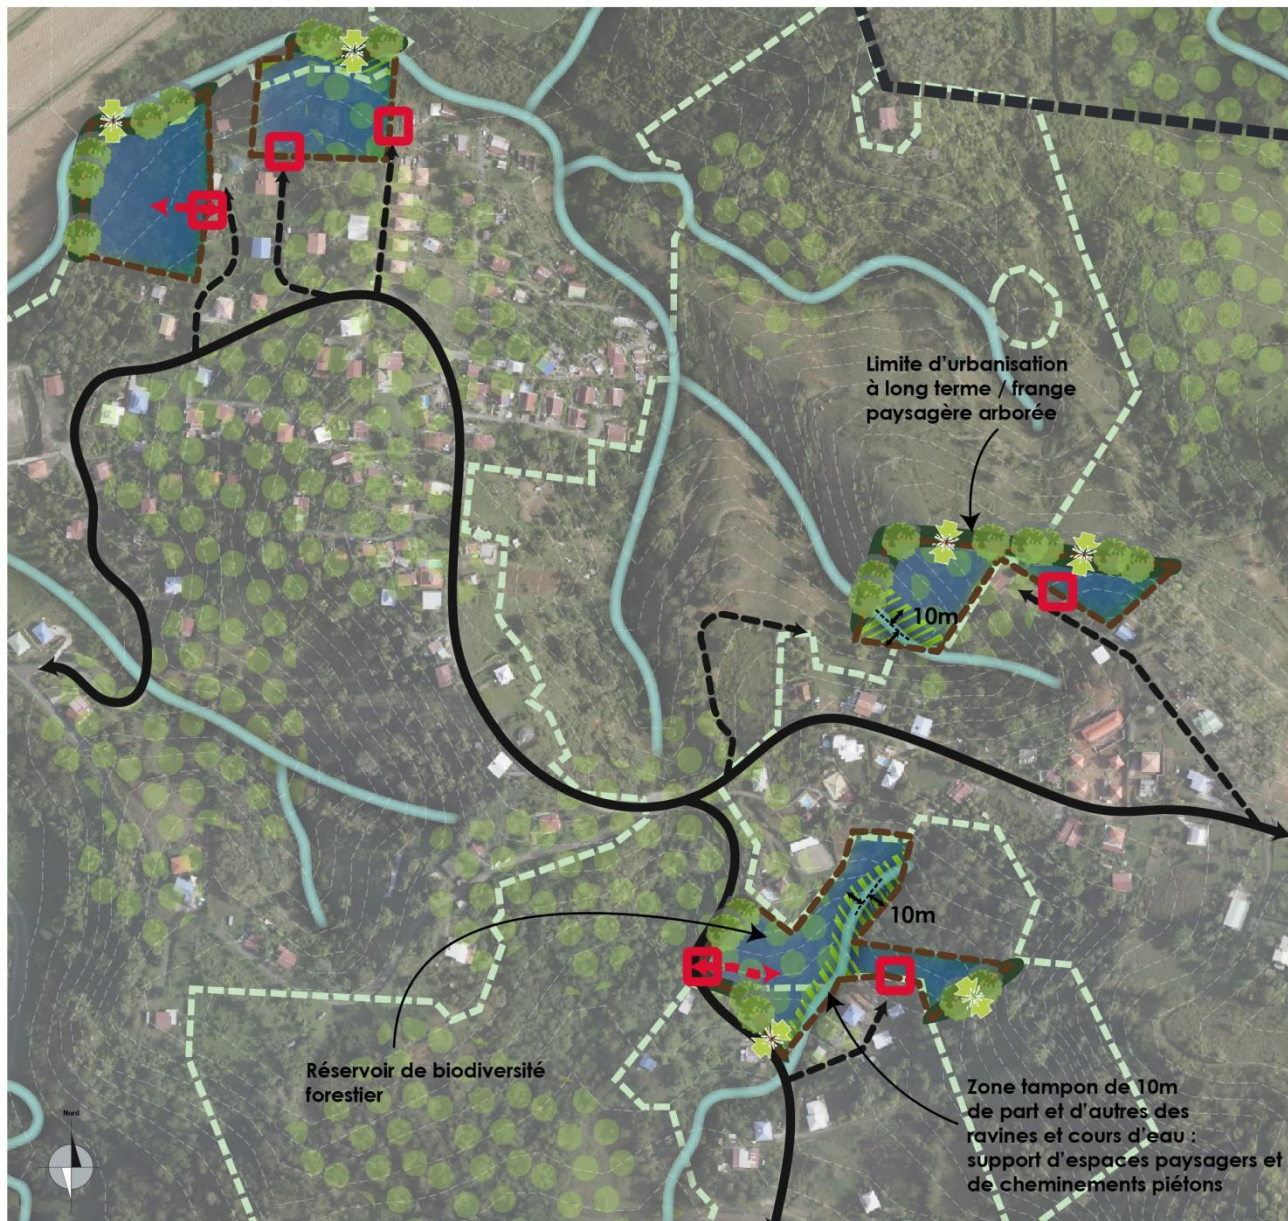 Limite d'urbanisation
à long terme / frange
paysagère arborée
10m
10m
Réservoir de biodiversité
forestier
Zone tampon de 10m
de part et d'autres des
ravines et cours d'eau :
support d'espaces paysagers et
de cheminements piétons
Nord